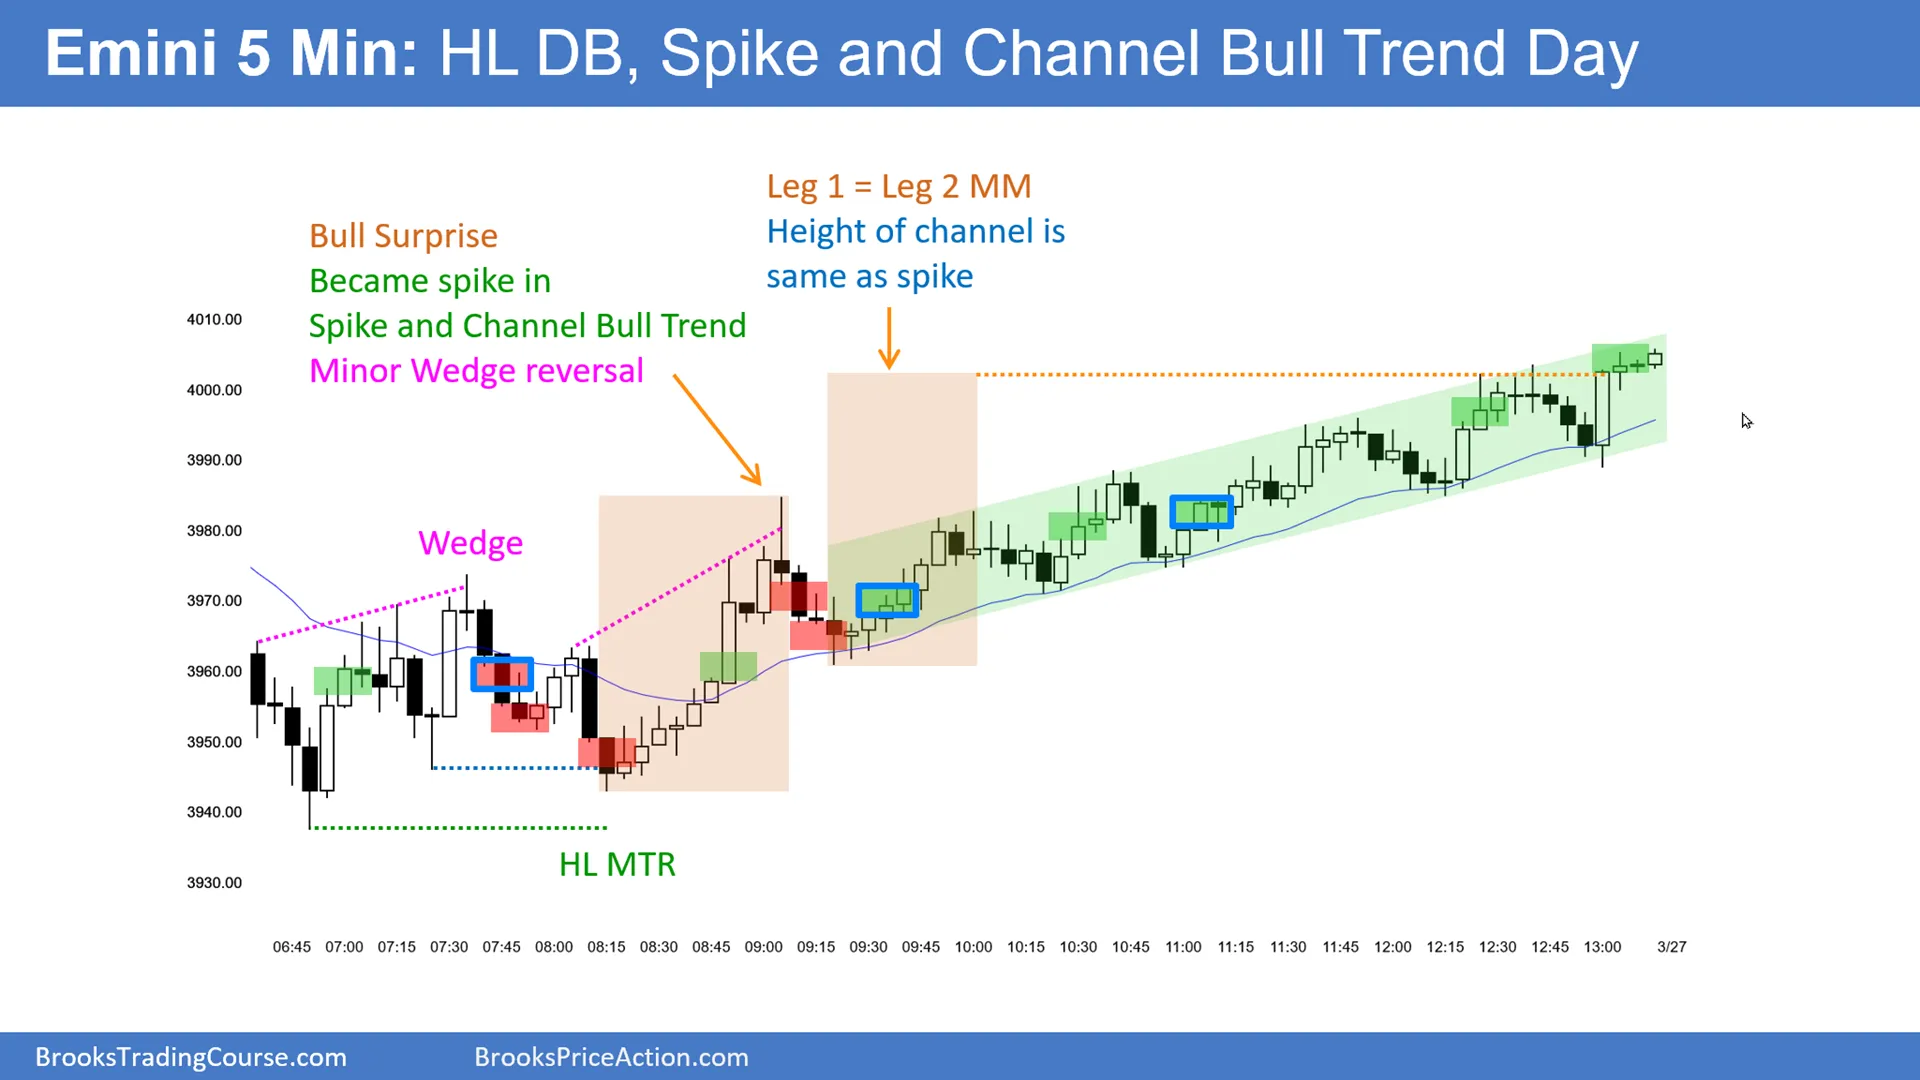 Emini 5 Min: HL DB, Spike and Channel Bull Trend Day
Leg 1 = Leg 2 MM
Height of channel is
same as spike
Bull Surprise
Became spike in
Spike and Channel Bull Trend
Minor Wedge reversal
Wedge
HL MTR
4010.00
4000.00
3990.00
3980.00
3970.00
3960.00
3950.00
3940.00
3930.00
06:45 07:00 07:15 07:30 07:45 08:00 08:15 08:30 08:45 09:00 09:15 09:30 09:45 10:00 10:15 10:30 10:45 11:00 11:15 11:30 11:45 12:00 12:15 12:30 12:45 13:00 3/27
BrooksTradingCourse.com BrooksPriceAction.com